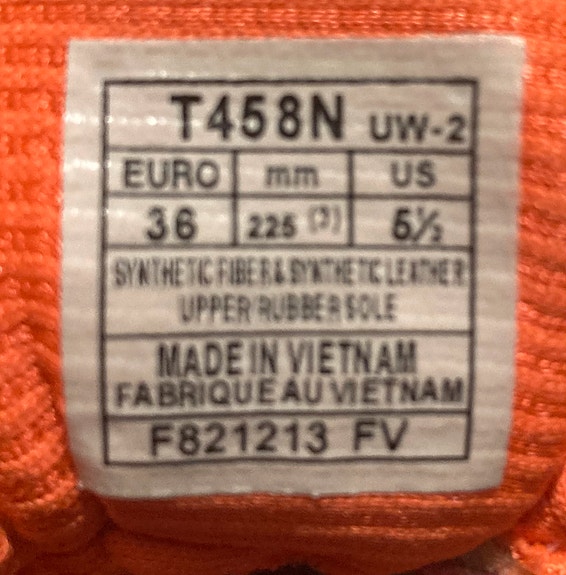 T458N UW-2
EURO mm US
36 225 5½
SYNTHETIC FIBER & SYNTHETIC LEATHER
UPPER/RUBBER SOLE
MADE IN VIETNAM
FABRIQUE AU VIETNAM
F821213 FV